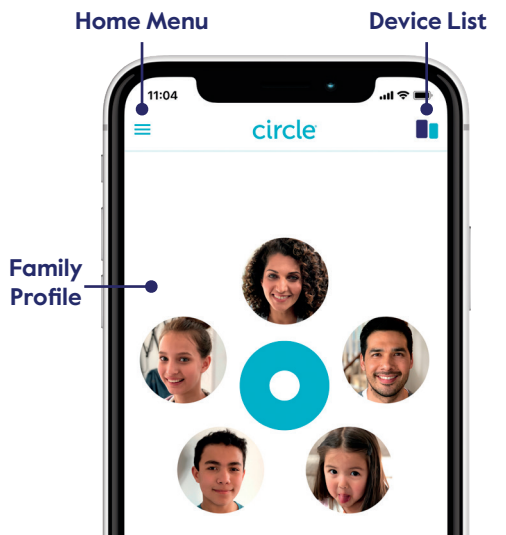 Home Menu
Device List
11:04
circle
Family
Profile